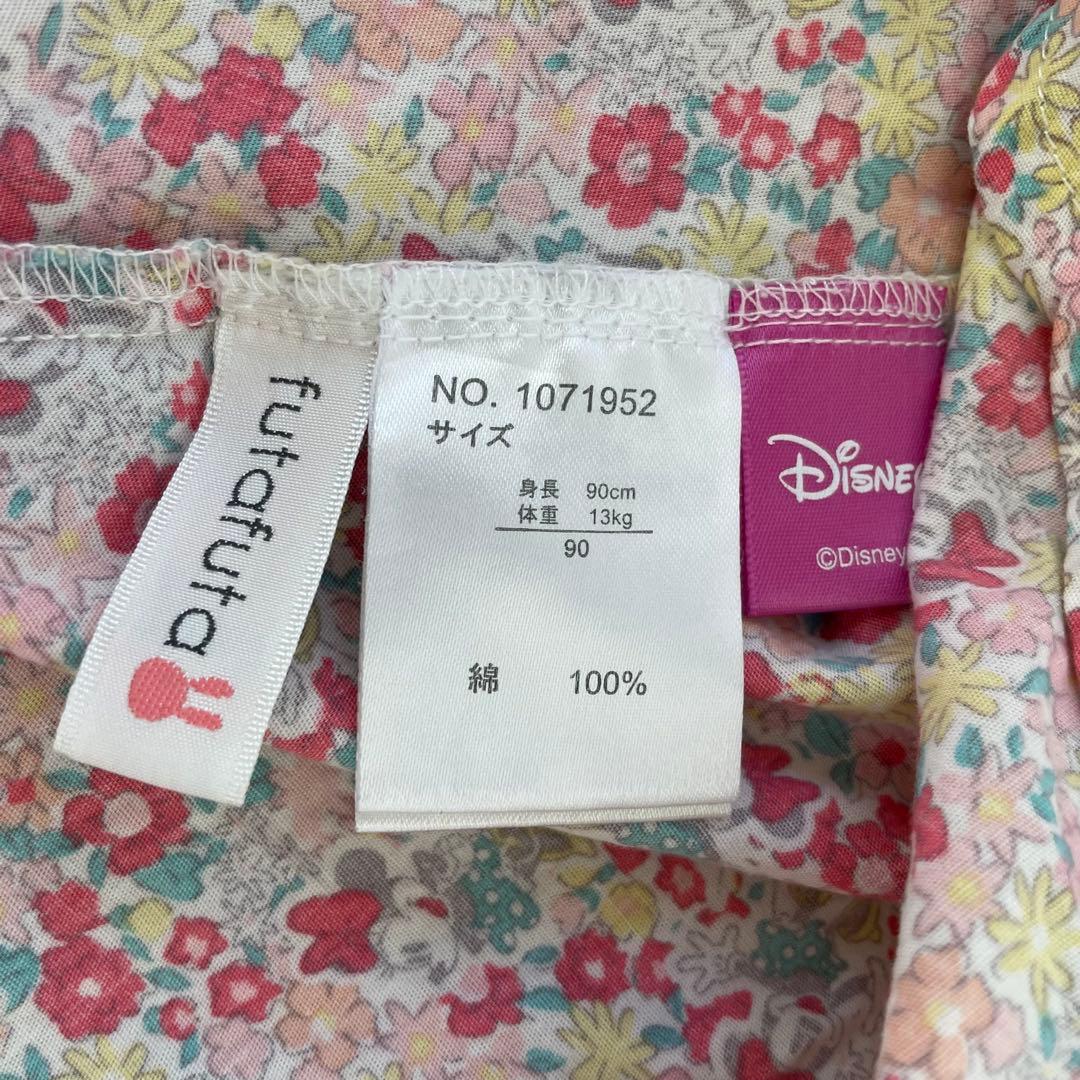 futafuta
NO. 1071952
サイズ
身長 90cm
体重 13kg
90
綿 100%
DISNEY
©Disney